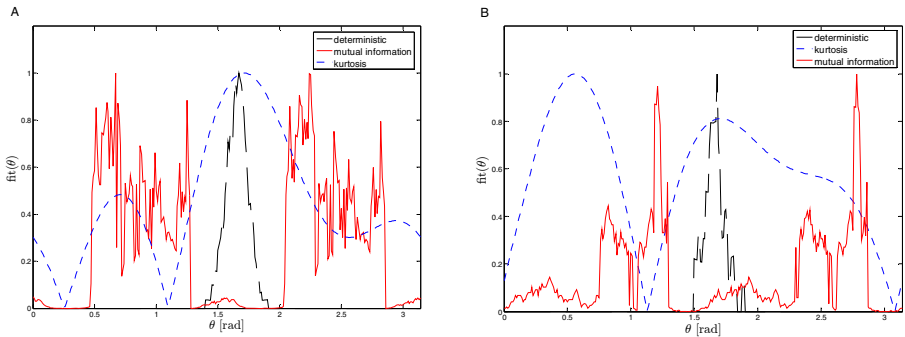 A
deterministic
mutual information
kurtosis
fit(θ)
1
0.8
0.6
0.4
0.2
0
0
0.5
1
1.5
2
2.5
3
θ [rad]
B
deterministic
kurtosis
mutual information
fit(θ)
1
0.8
0.6
0.4
0.2
0
0
0.5
1
1.5
2
2.5
3
θ [rad]